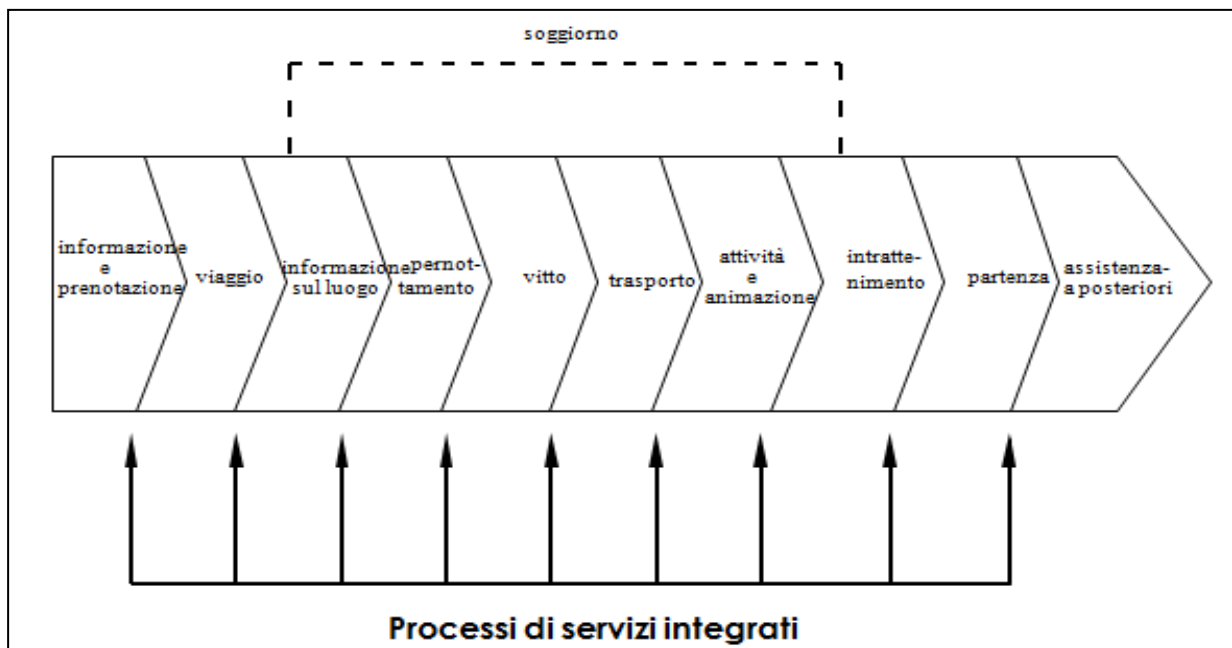 soggiorno
informazione
e
prenotazione
viaggio
informazione
sul luogo
pernot-
tamento
vitto
trasporto
attività
e
animazione
intratte-
nimento
partenza
assistenza-
a posteriori
Processi di servizi integrati